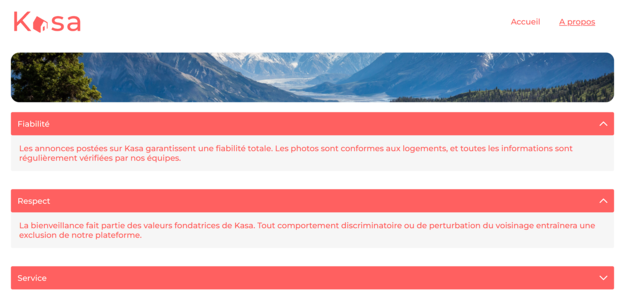 Kasa
Accueil A propos
Fiabilité
Les annonces postées sur Kasa garantissent une fiabilité totale. Les photos sont conformes aux logements, et toutes les informations sont
régulièrement vérifiées par nos équipes.
Respect
La bienveillance fait partie des valeurs fondatrices de Kasa. Tout comportement discriminatoire ou de perturbation du voisinage entraînera une
exclusion de notre plateforme.
Service